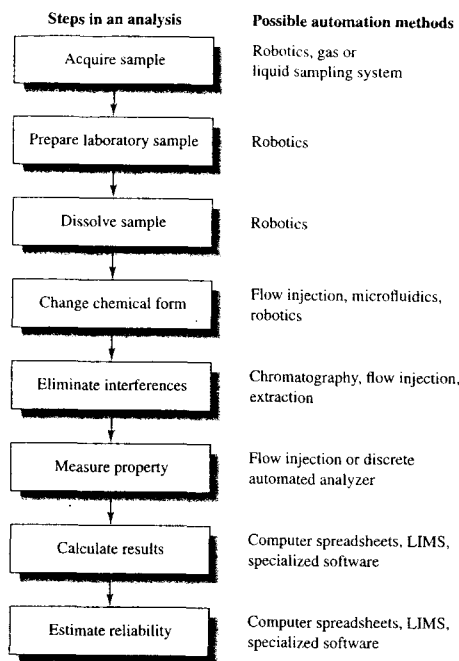 Steps in an analysis
Possible automation methods
Acquire sample
Robotics, gas or
liquid sampling system
Prepare laboratory sample
Robotics
Dissolve sample
Robotics
Change chemical form
Flow injection, microfluidics,
robotics
Eliminate interferences
Chromatography, flow injection,
extraction
Measure property
Flow injection or discrete
automated analyzer
Calculate results
Computer spreadsheets, LIMS,
specialized software
Estimate reliability
Computer spreadsheets, LIMS,
specialized software